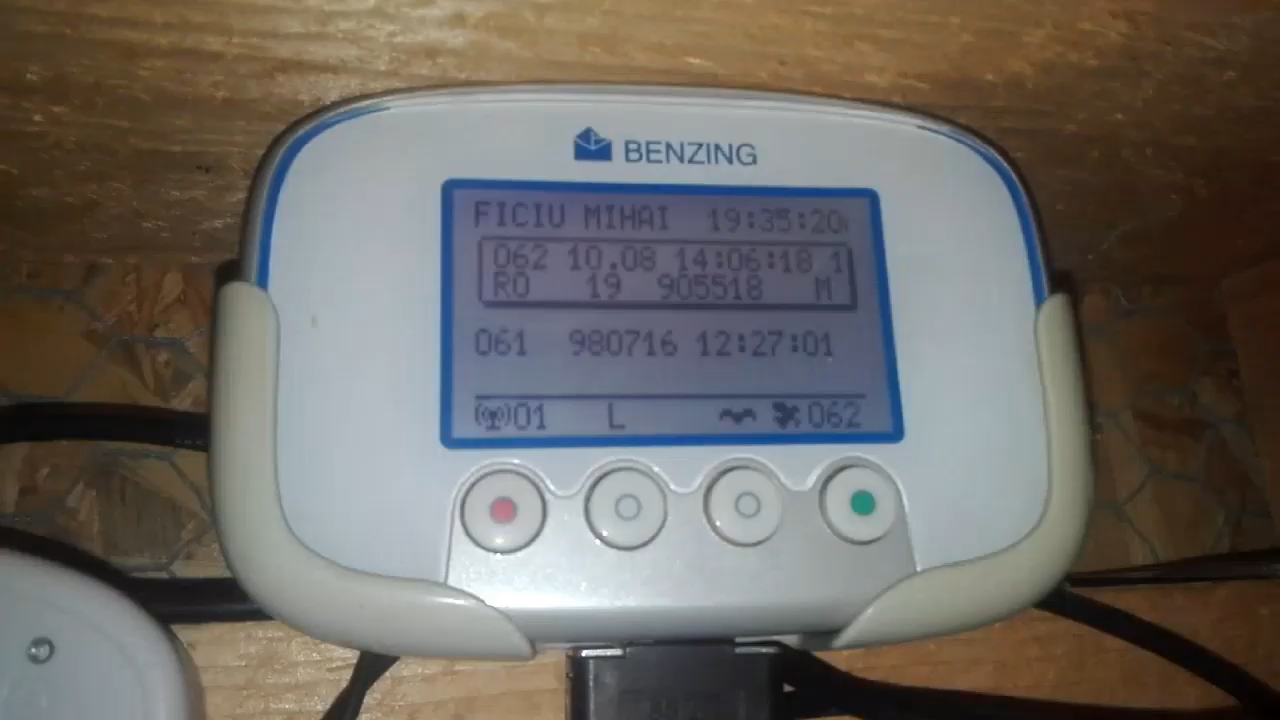 BENZING
FICIU MIHAI 19:35:20
062 10.08 14:06:18 1
RO 19 905518 M
061 980716 12:27:01
01 L 062